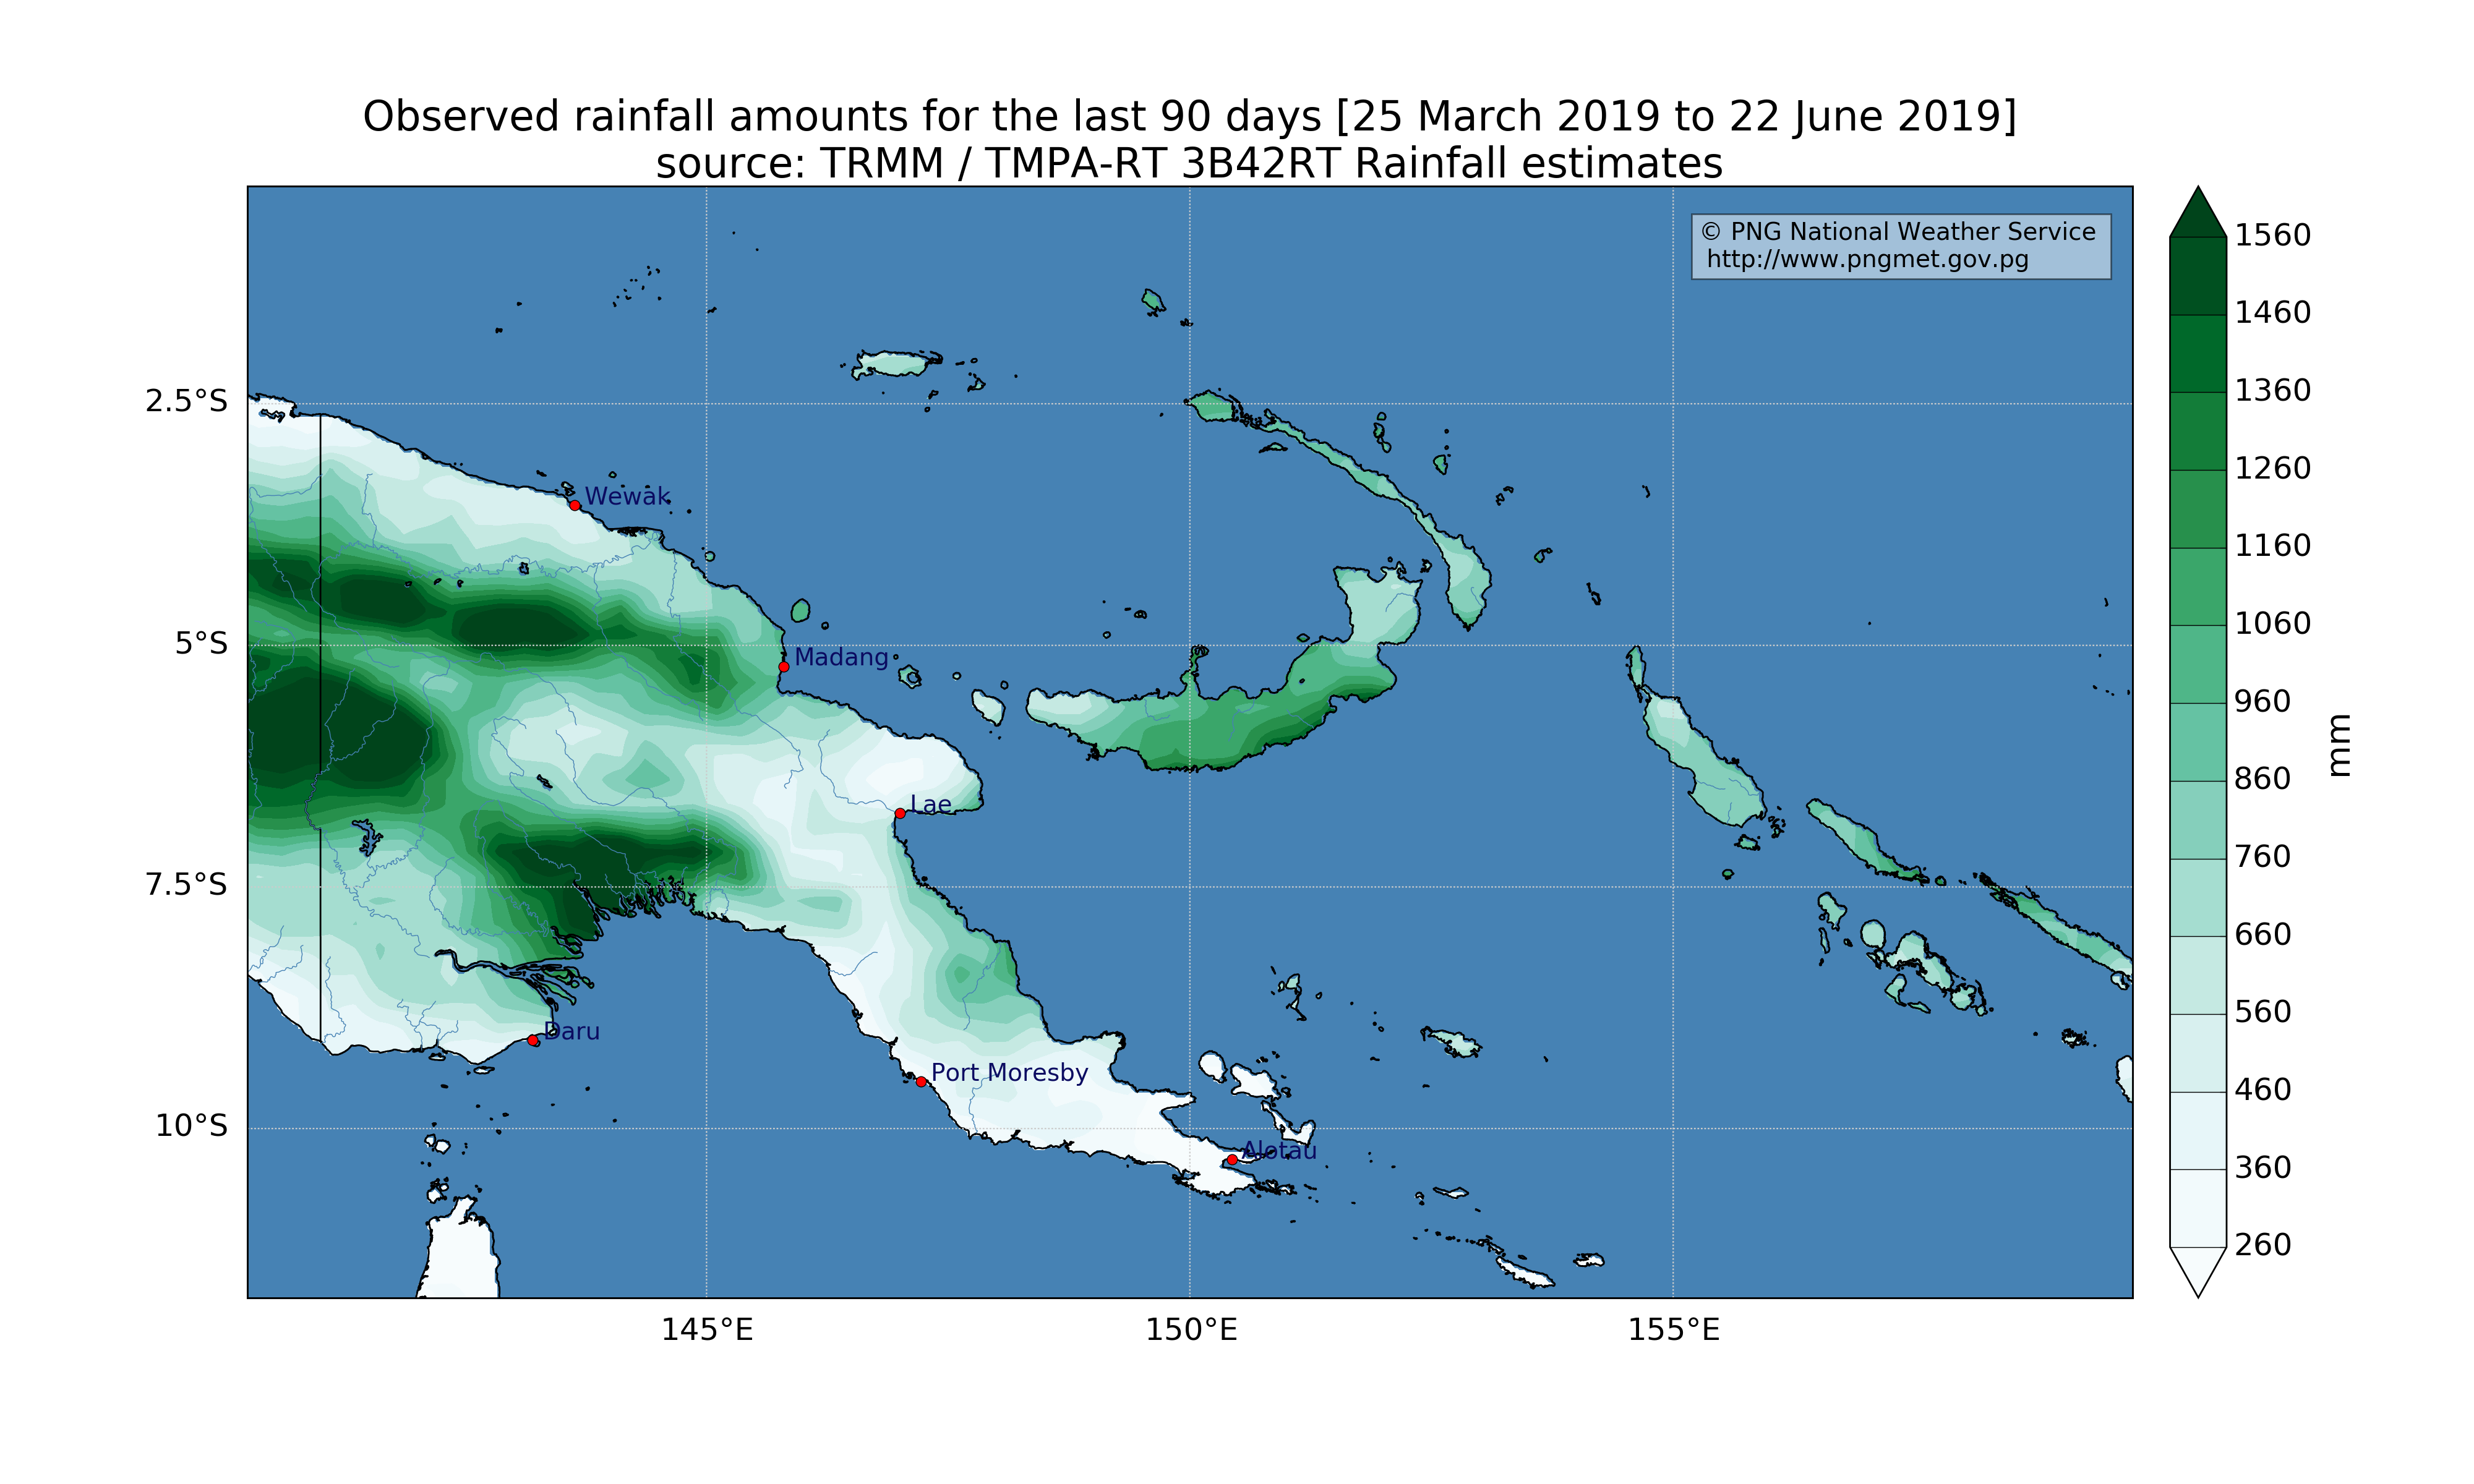 Observed rainfall amounts for the last 90 days [25 March 2019 to 22 June 2019]
source: TRMM / TMPA-RT 3B42RT Rainfall estimates
© PNG National Weather Service
http://www.pngmet.gov.pg
2.5°S
5°S
7.5°S
10°S
Wewak
Madang
Lae
Daru
Port Moresby
Alotau
145°E
150°E
155°E
1560
1460
1360
1260
1160
1060
960
860
760
660
560
460
360
260
mm